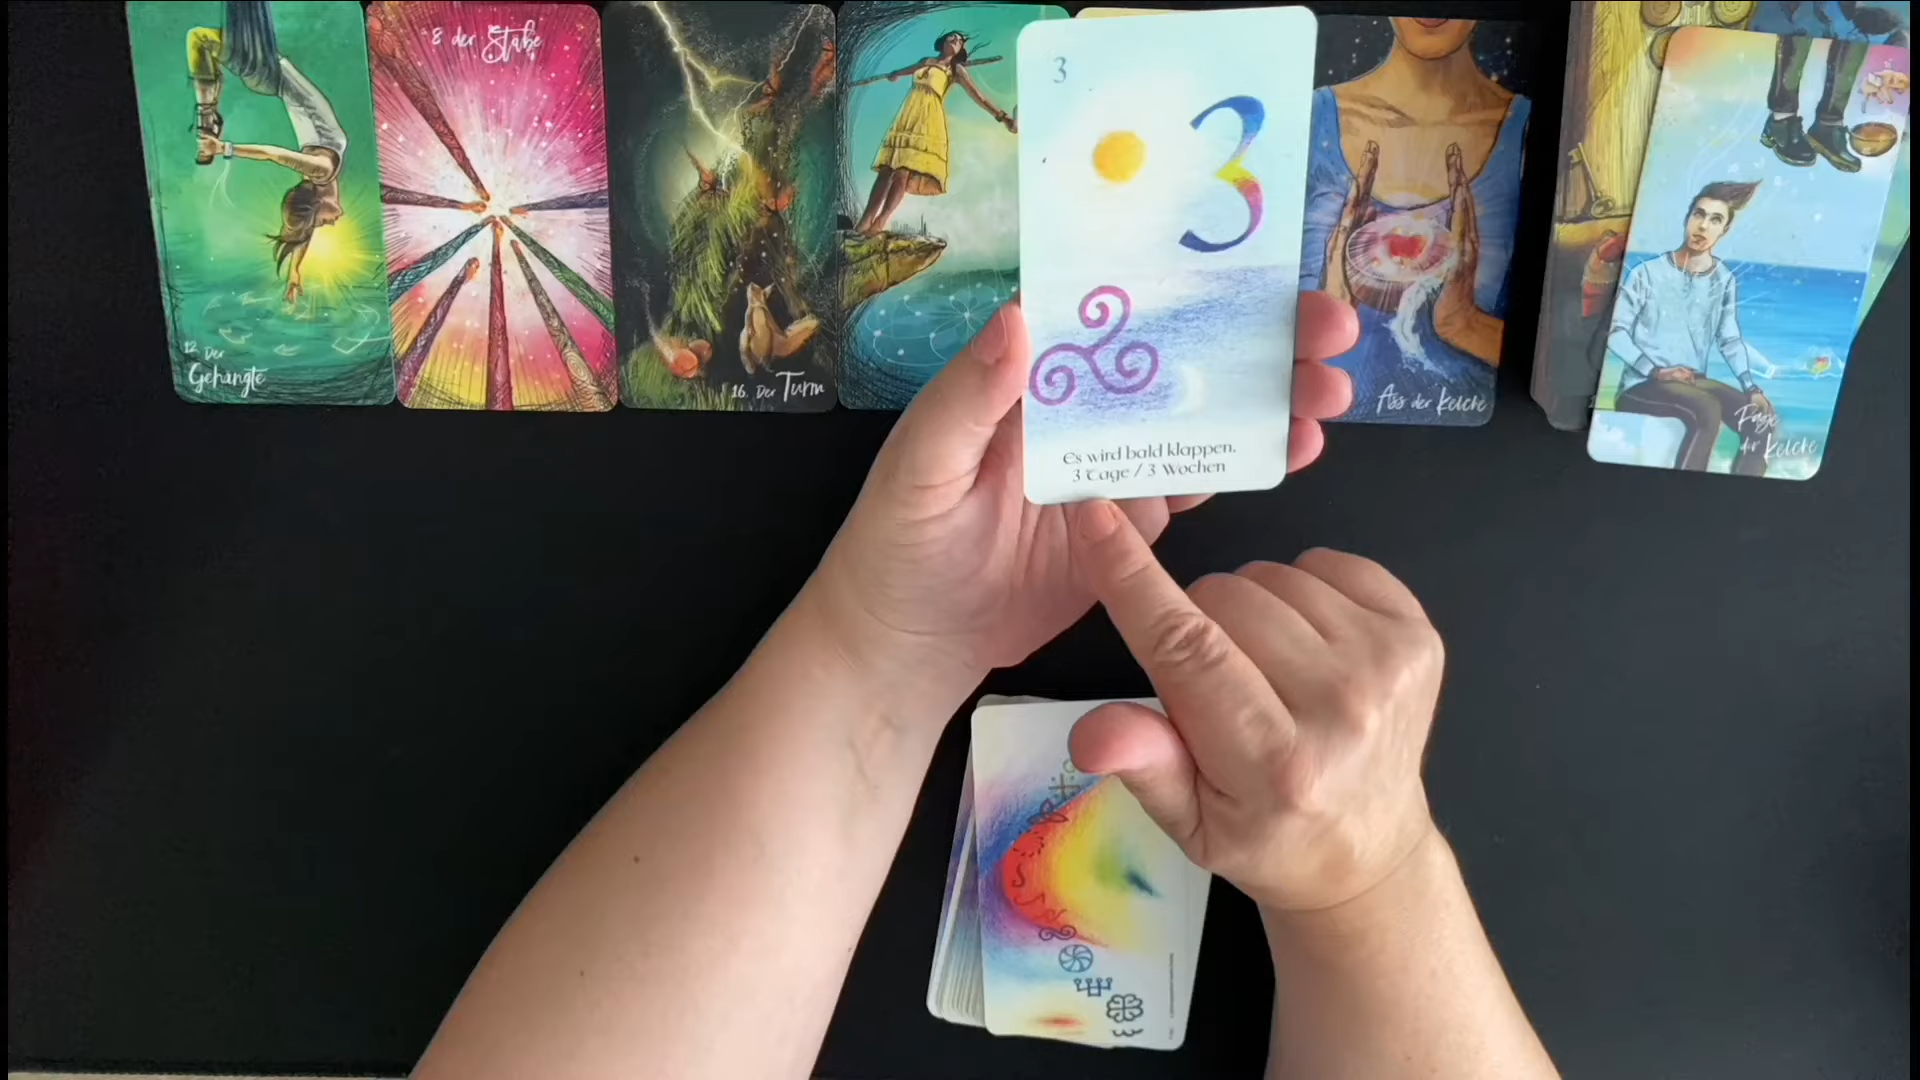 12. Der
Gehängte
8 der Stäbe
16. Der Turm
3
3
Es wird bald klappen.
3 Tage / 3 Wochen
Ass der Kelche
Page
der Kelche